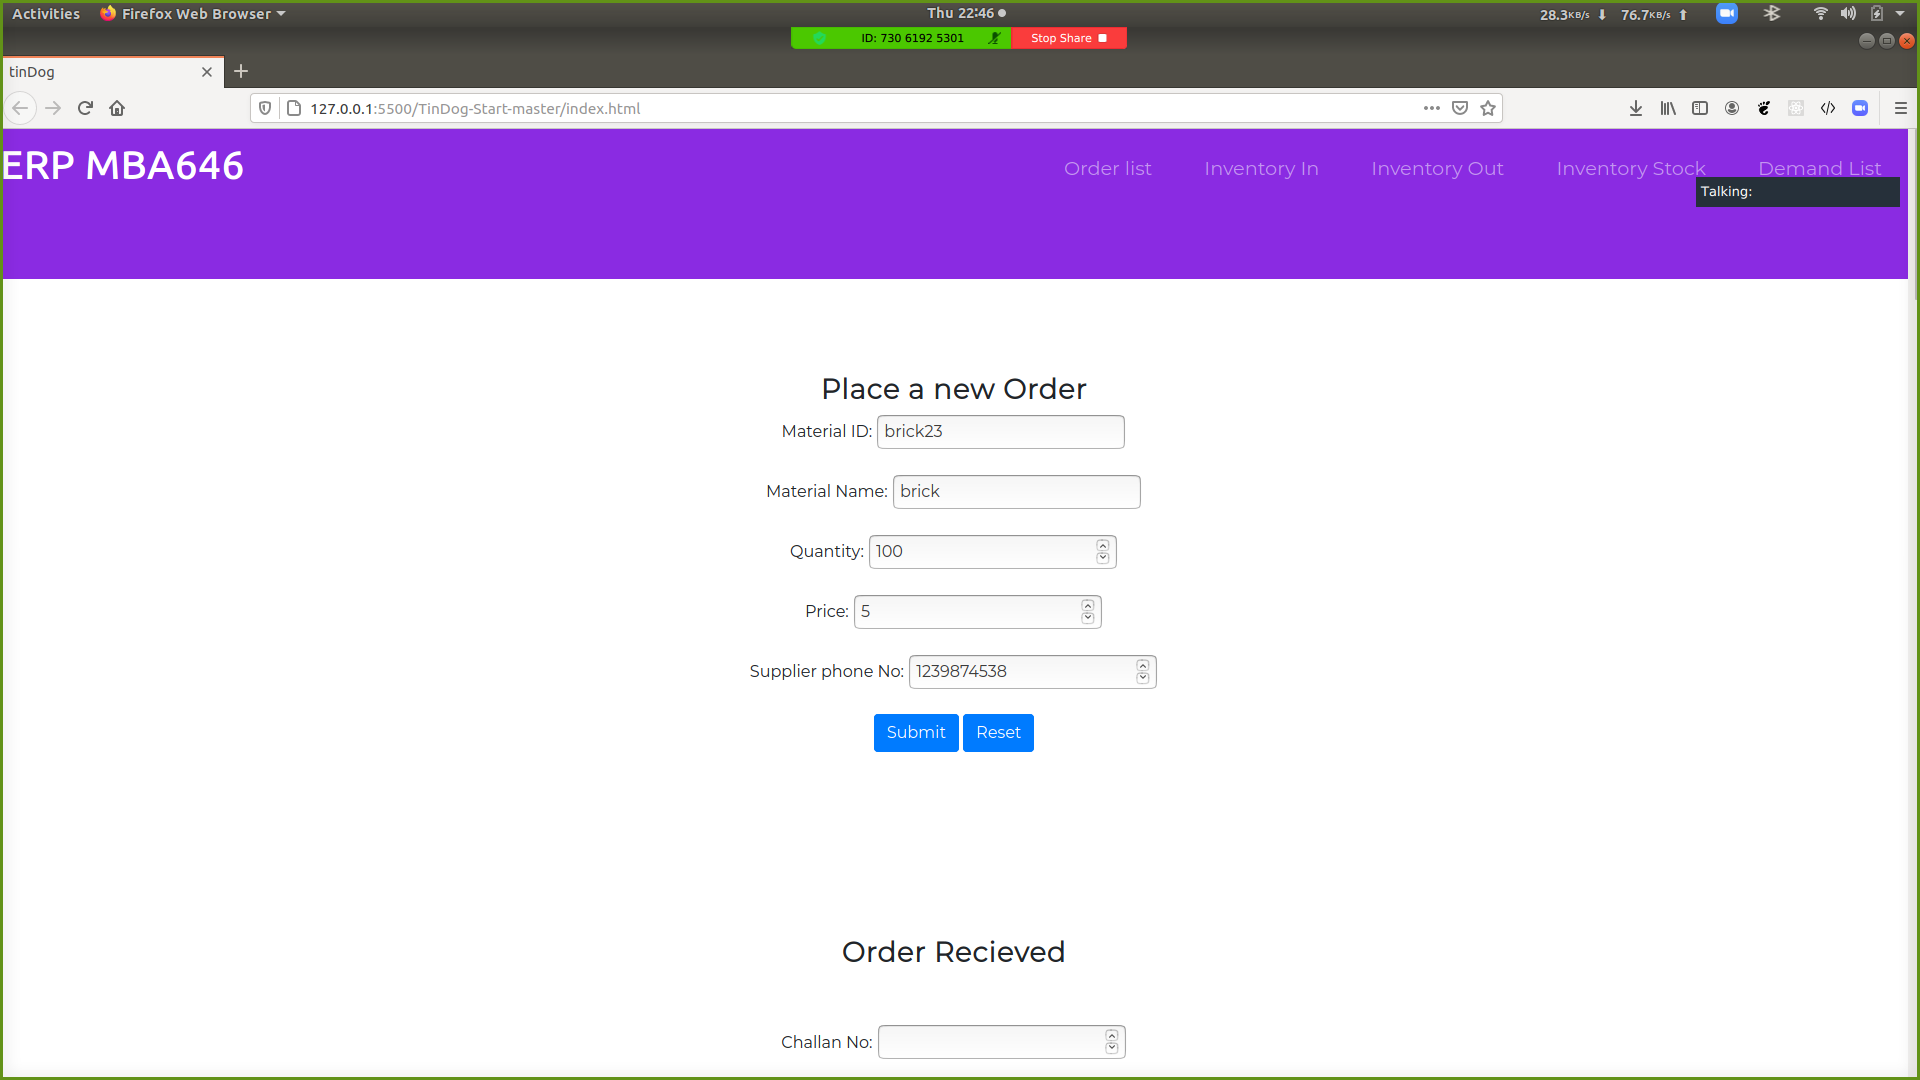 Activities Firefox Web Browser Thu 22:46 28.3KB/s 76.7KB/s
ID: 730 6192 5301 Stop Share
tinDog
127.0.0.1:5500/TinDog-Start-master/index.html
ERP MBA646 Order list Inventory In Inventory Out Inventory Stock Demand List
Talking:
Place a new Order
Material ID: brick23
Material Name: brick
Quantity: 100
Price: 5
Supplier phone No: 1239874538
Submit Reset
Order Recieved
Challan No: